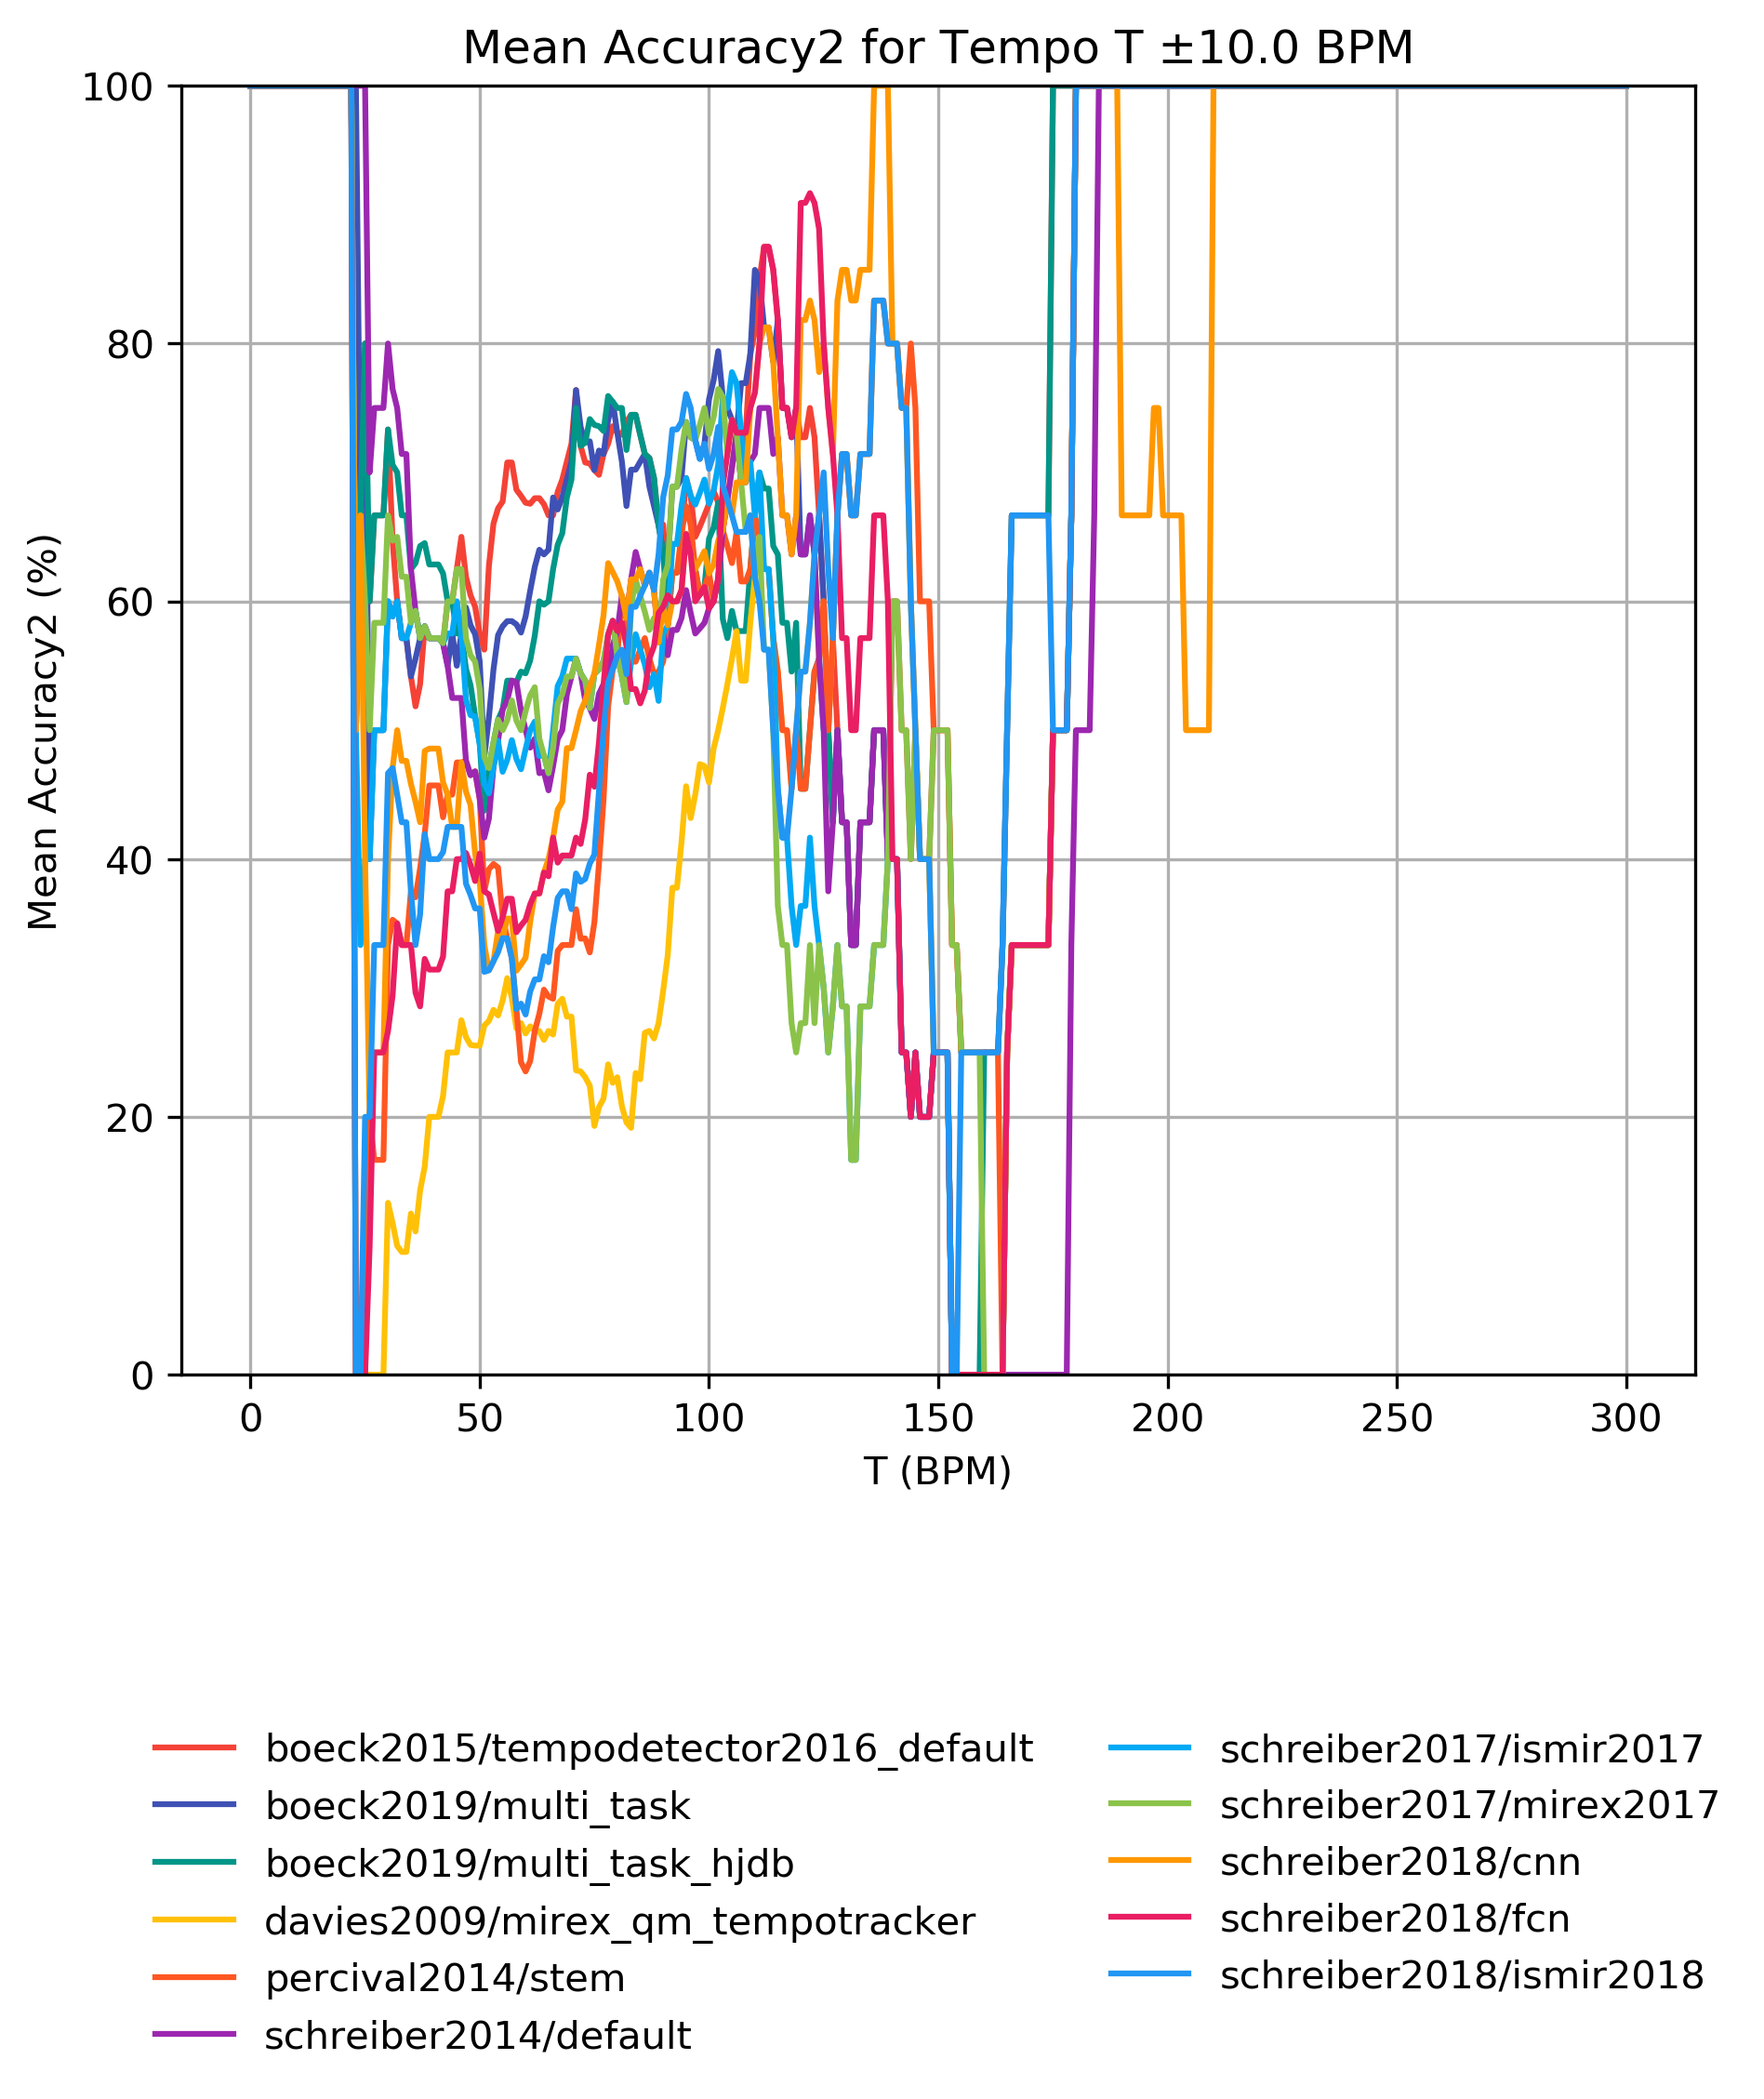 Mean Accuracy2 for Tempo T ±10.0 BPM
100
80
60
40
20
0
Mean Accuracy2 (%)
0 50 100 150 200 250 300
T (BPM)
boeck2015/tempodetector2016_default
boeck2019/multi_task
boeck2019/multi_task_hjdb
davies2009/mirex_qm_tempotracker
percival2014/stem
schreiber2014/default
schreiber2017/ismir2017
schreiber2017/mirex2017
schreiber2018/cnn
schreiber2018/fcn
schreiber2018/ismir2018